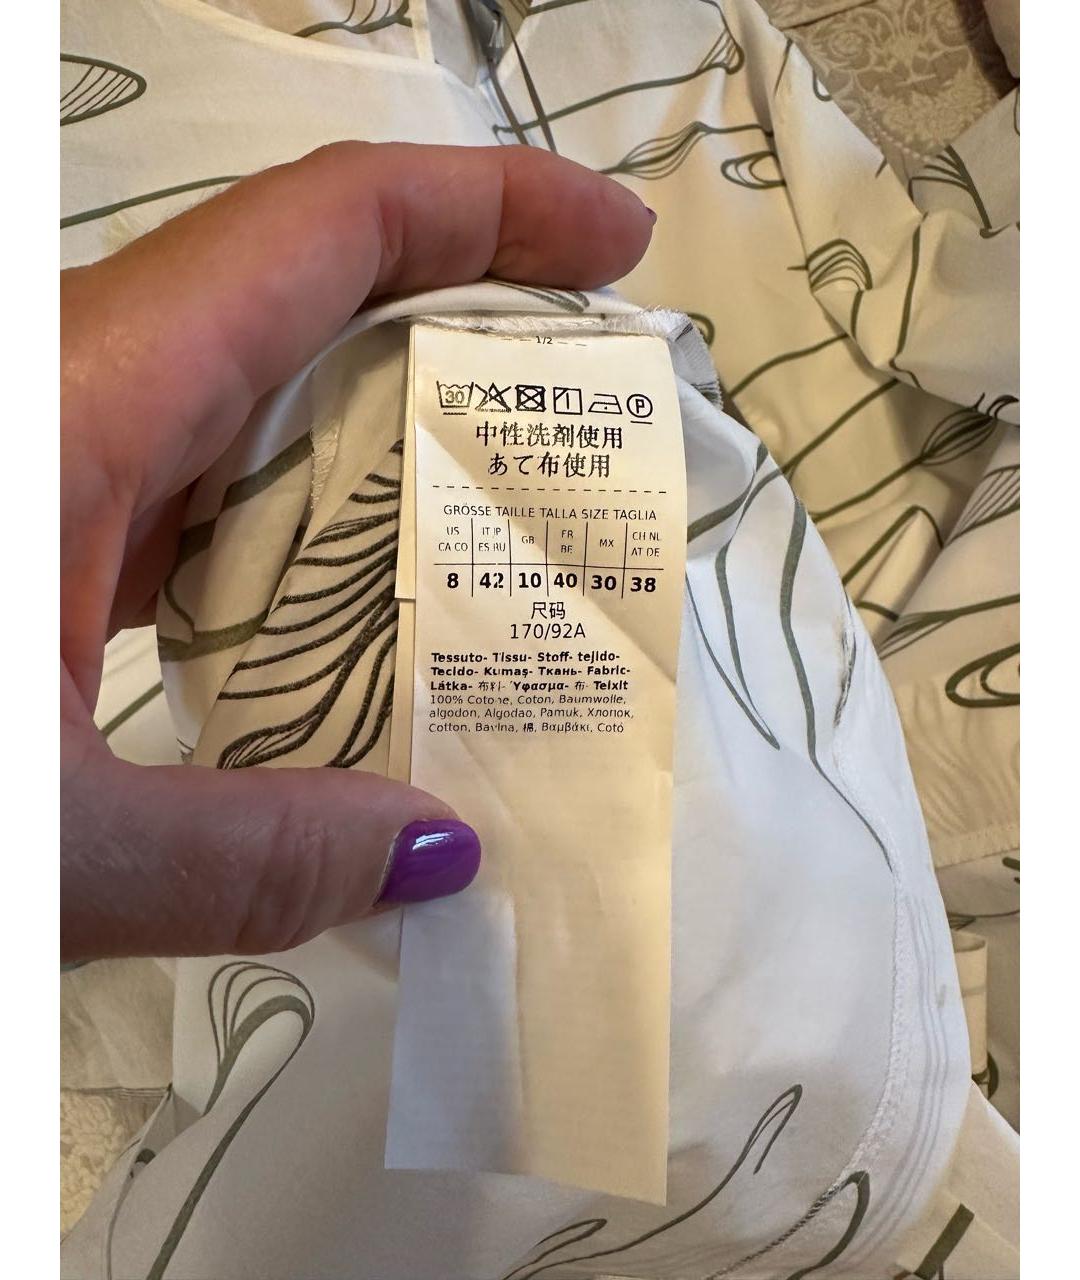 1/2
30 P
中性洗剤使用
あて布使用
GRÖSSE TAILLE TALLA SIZE TAGLIA
US CA CO IT JP ES RU GB FR BE MX CH NL AT DE
8 42 10 40 30 38
尺码
170/92A
Tessuto- Tissu- Stoff- tejido-
Tecido- Kumaş- Ткань- Fabric-
Látka- 布料- Ύφασμα- 布- Teixit
100% Cotone, Coton, Baumwolle,
algodon, Algodao, Pamuk, Хлопок,
Cotton, Bavlna, 棉, Βαμβάκι, Cotó